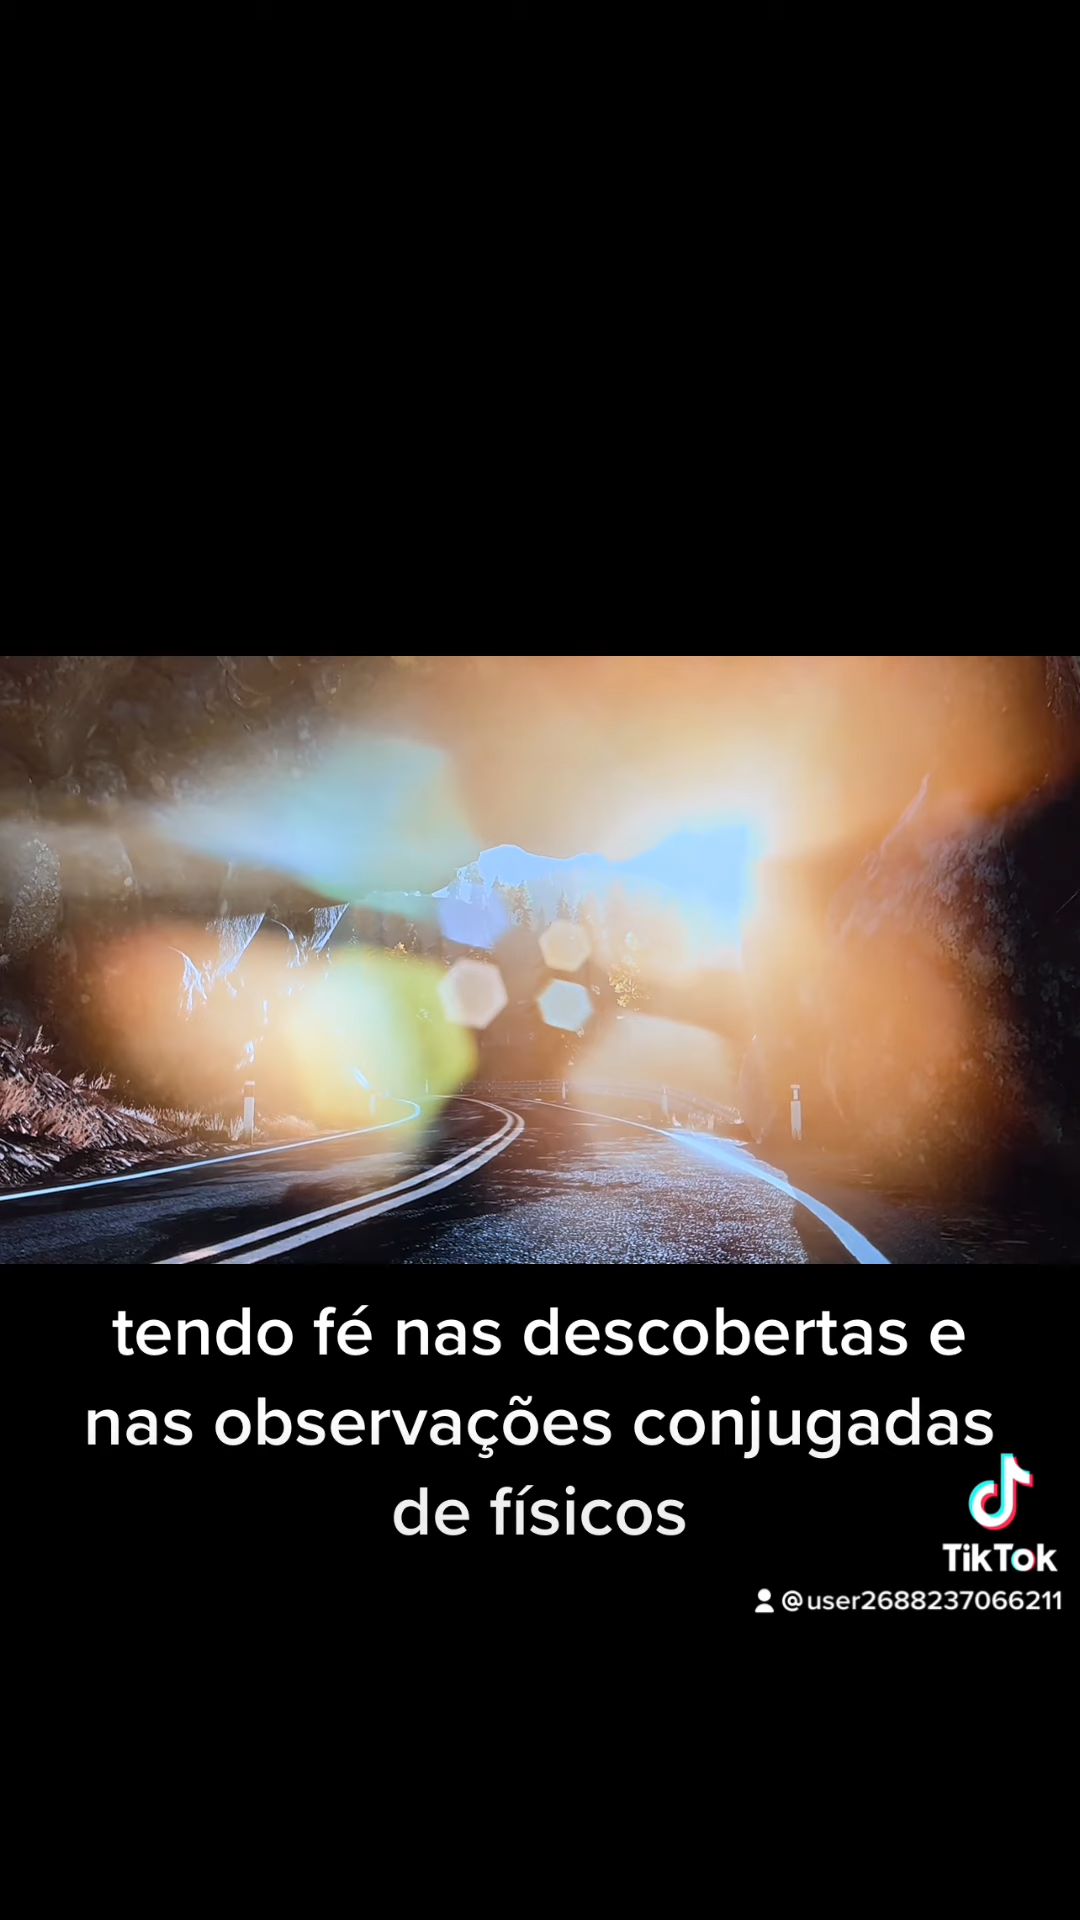 tendo fé nas descobertas e
nas observações conjugadas
de físicos
TikTok
@user2688237066211